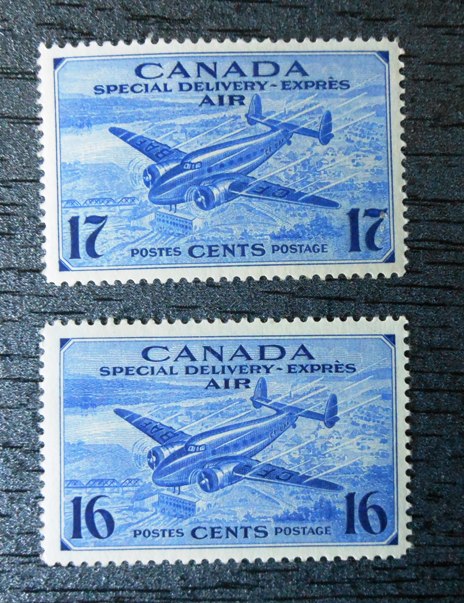 CANADA
SPECIAL DELIVERY-EXPRÈS
AIR
17 17
POSTES CENTS POSTAGE
CANADA
SPECIAL DELIVERY-EXPRÈS
AIR
16 16
POSTES CENTS POSTAGE